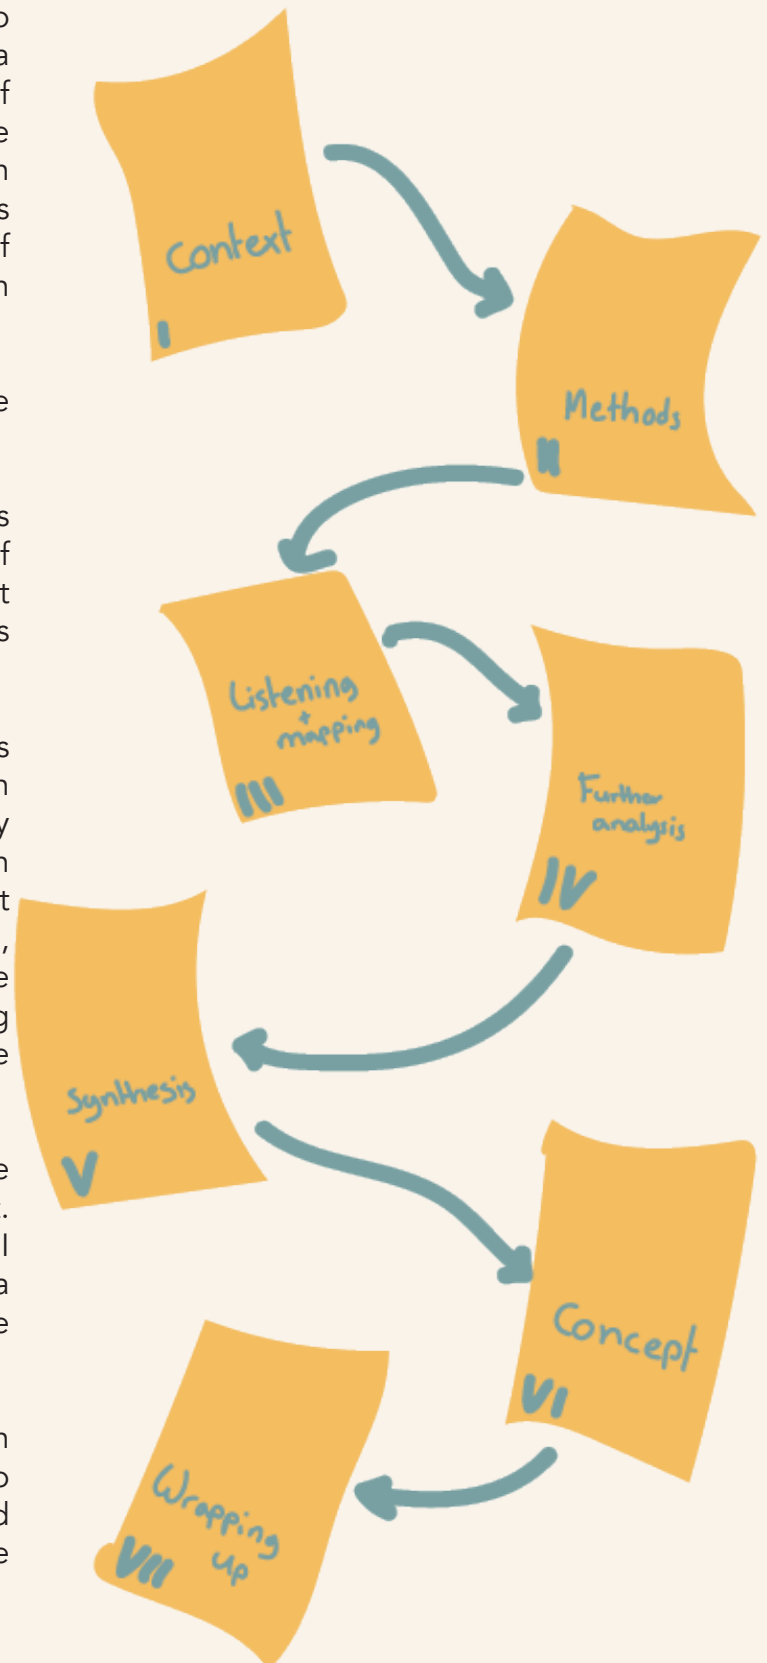 Context
I
Methods
II
Listening
+
mapping
III
Further
analysis
IV
Synthesis
V
Concept
VI
Wrapping
up
VII